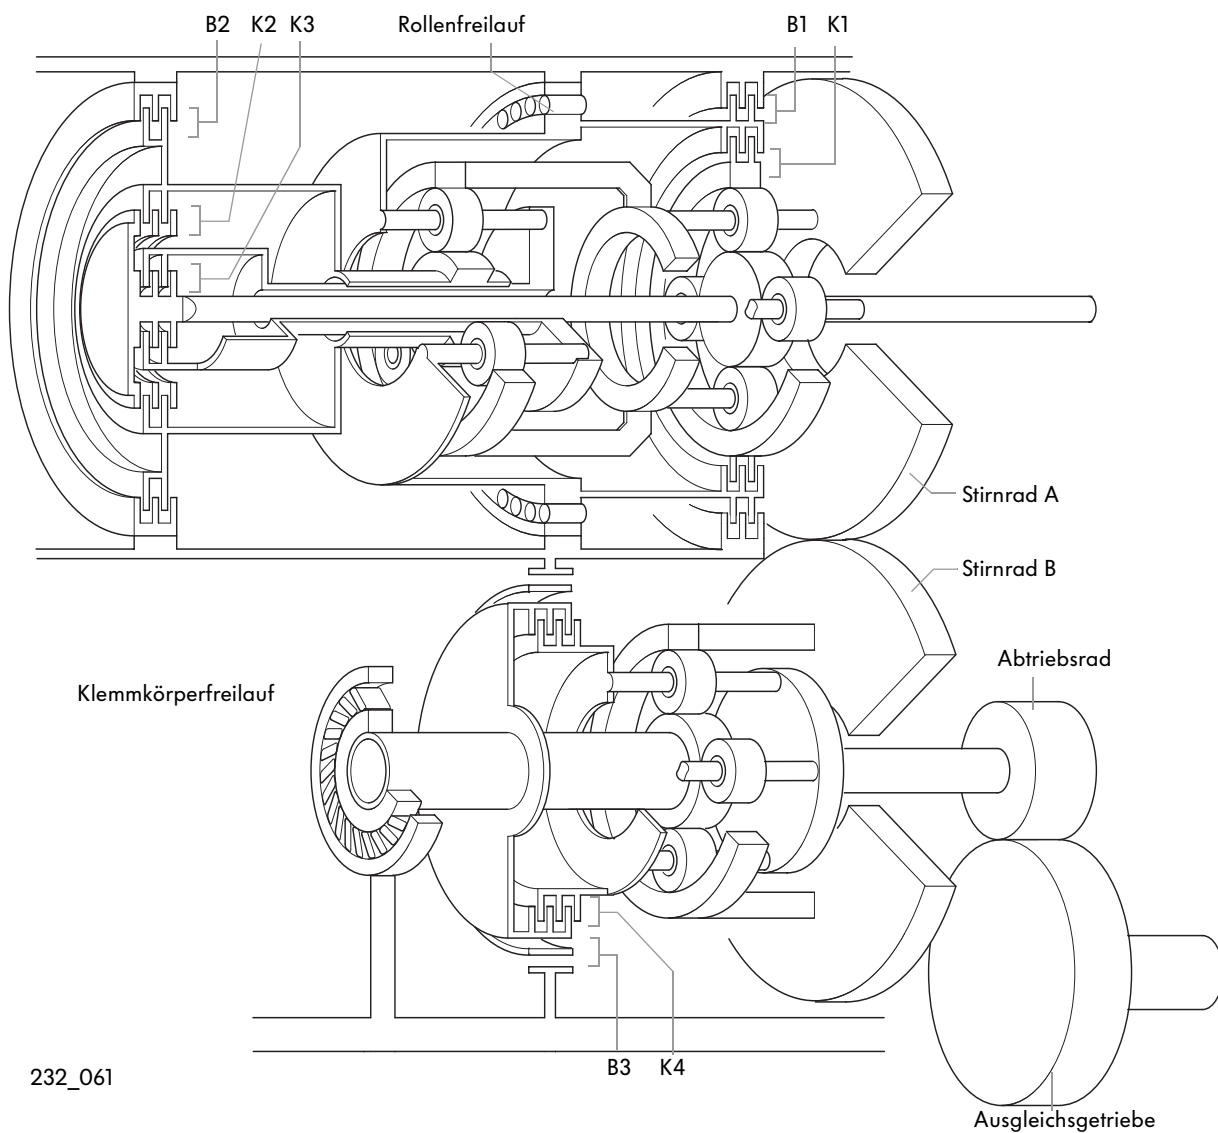 B2 K2 K3 Rollenfreilauf B1 K1
Stirnrad A
Stirnrad B
Abtriebsrad
Klemmkörperfreilauf
B3 K4
232_061
Ausgleichsgetriebe